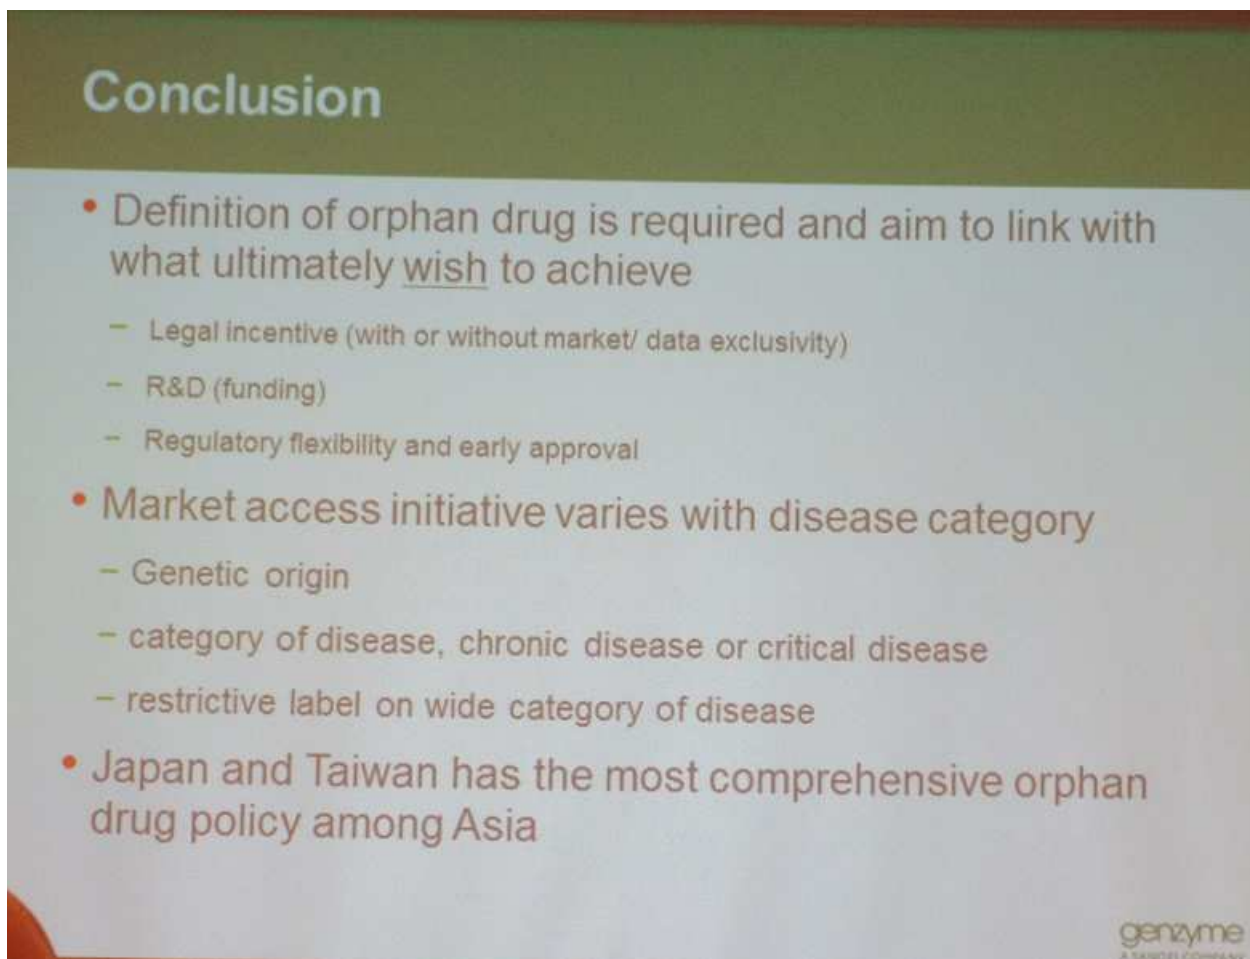 Conclusion
• Definition of orphan drug is required and aim to link with
what ultimately wish to achieve
– Legal incentive (with or without market/ data exclusivity)
– R&D (funding)
– Regulatory flexibility and early approval
• Market access initiative varies with disease category
– Genetic origin
– category of disease, chronic disease or critical disease
– restrictive label on wide category of disease
• Japan and Taiwan has the most comprehensive orphan
drug policy among Asia
genzyme
A SANOFI COMPANY